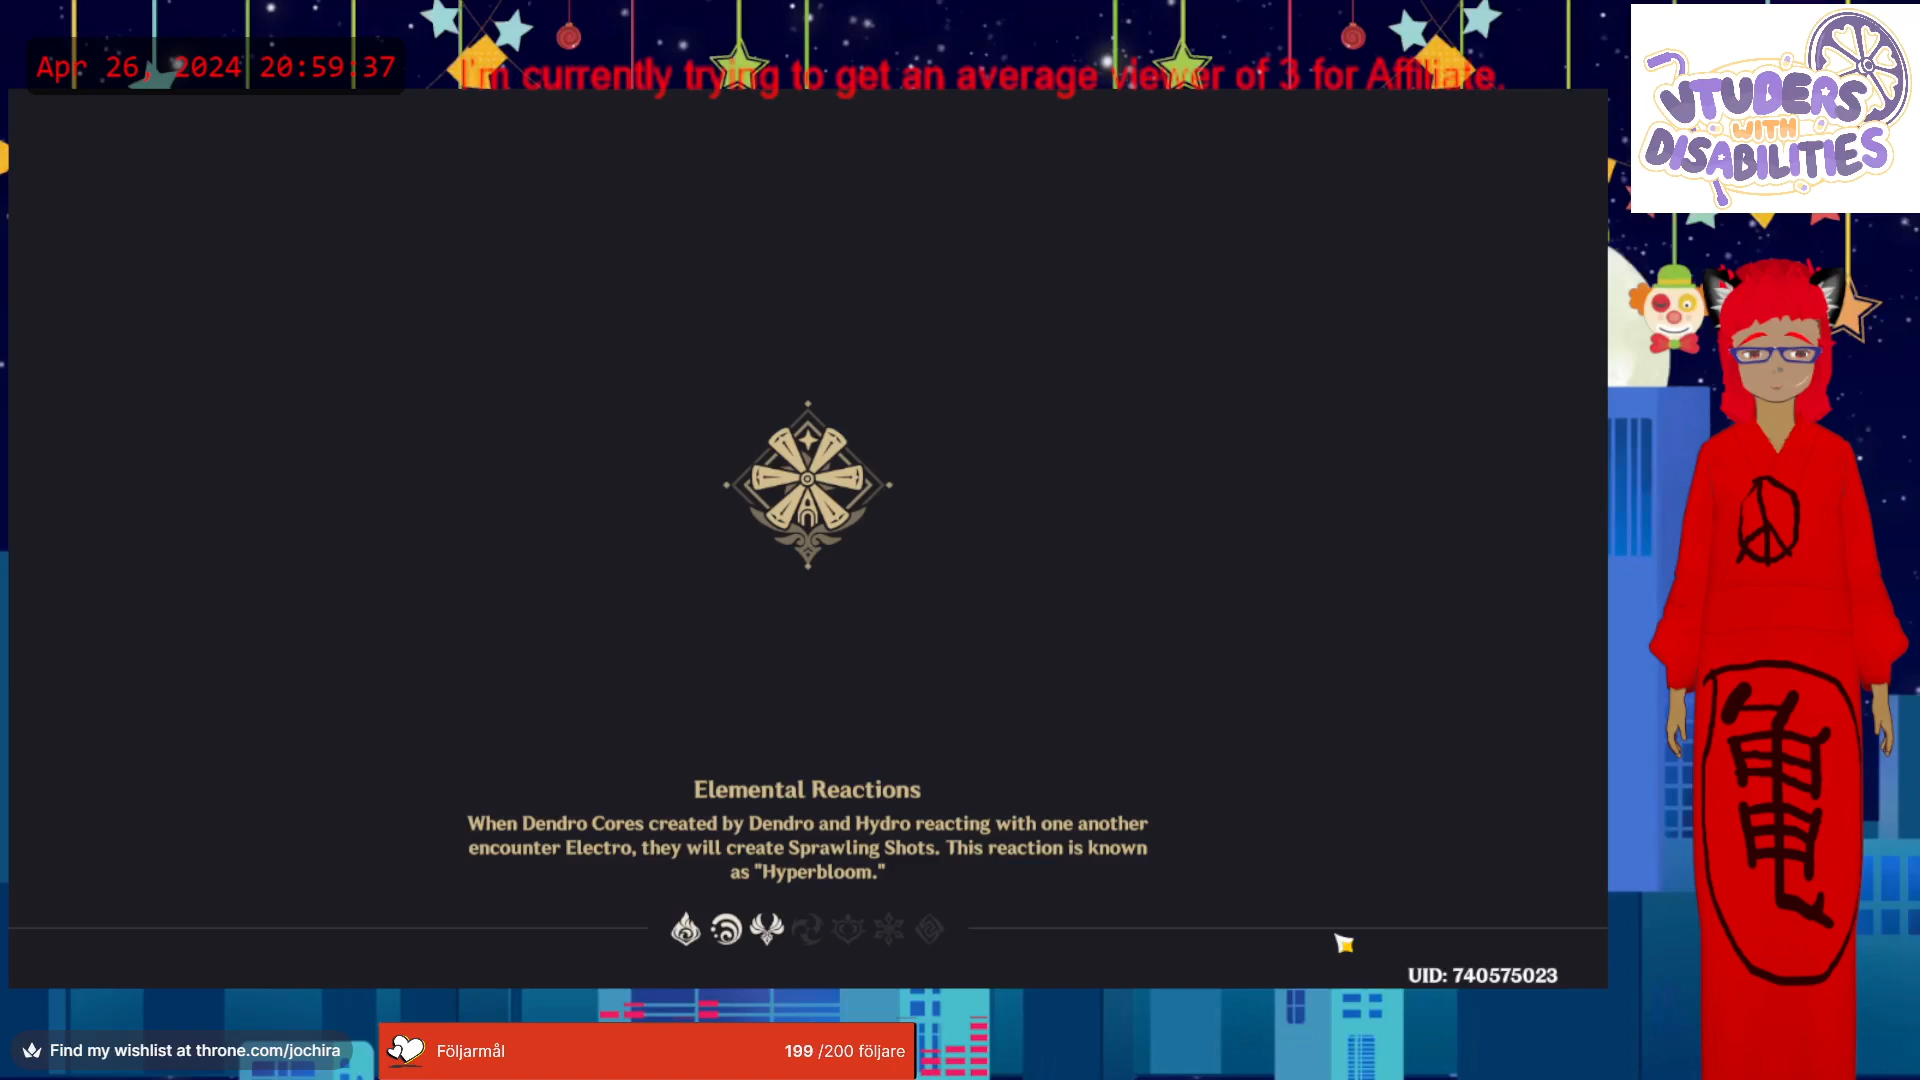 Apr 26, 2024 20:59:37
I'm currently trying to get an average viewer of 3 for Affiliate.
VTUBERS
WITH
DISABILITIES
亀
Elemental Reactions
When Dendro Cores created by Dendro and Hydro reacting with one another
encounter Electro, they will create Sprawling Shots. This reaction is known
as "Hyperbloom."
UID: 740575023
Find my wishlist at throne.com/jochira
Följarmål
199 /200 följare